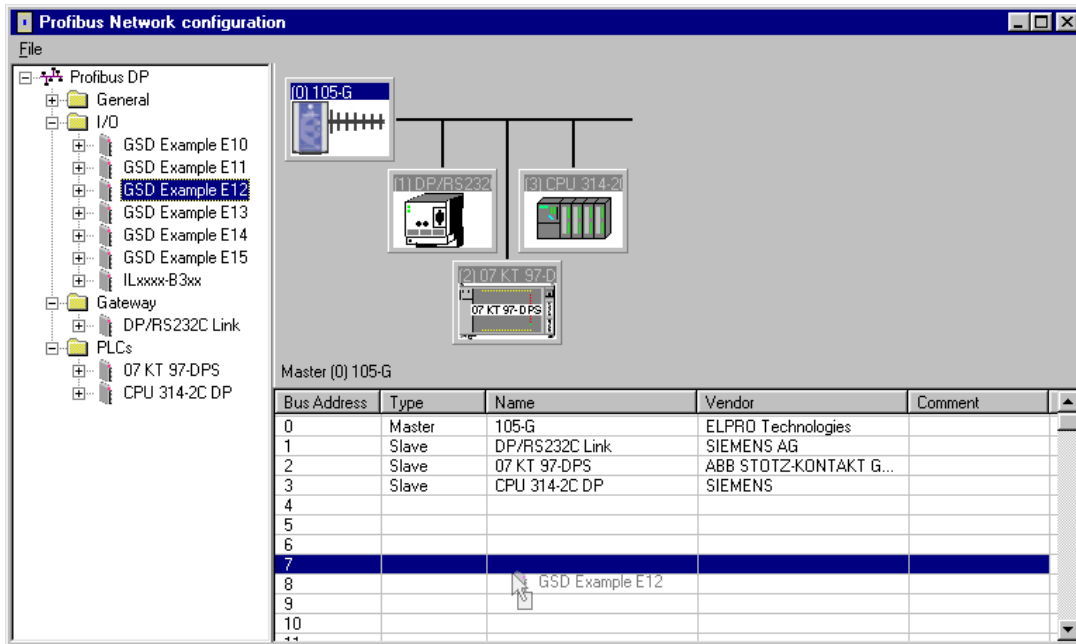 Profibus Network configuration
File
Profibus DP
General
I/O
GSD Example E10
GSD Example E11
GSD Example E12
GSD Example E13
GSD Example E14
GSD Example E15
ILxxxx-B3xx
Gateway
DP/RS232C Link
PLCs
07 KT 97-DPS
CPU 314-2C DP
(0) 105-G
(1) DP/RS232
(3) CPU 314-2
(2) 07 KT 97-D
07 KT 97-DPS
Master (0) 105-G
Bus Address Type Name Vendor Comment
0 Master 105-G ELPRO Technologies
1 Slave DP/RS232C Link SIEMENS AG
2 Slave 07 KT 97-DPS ABB STOTZ-KONTAKT G...
3 Slave CPU 314-2C DP SIEMENS
4
5
6
7
8 GSD Example E12
9
10
11